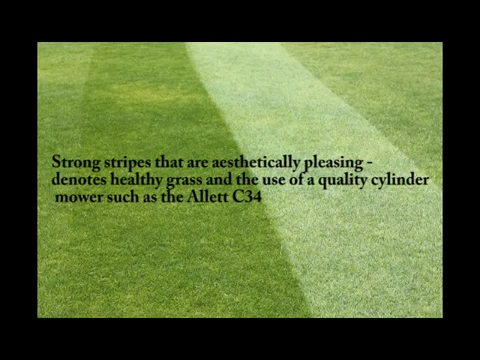 Strong stripes that are aesthetically pleasing -
denotes healthy grass and the use of a quality cylinder
mower such as the Allett C34